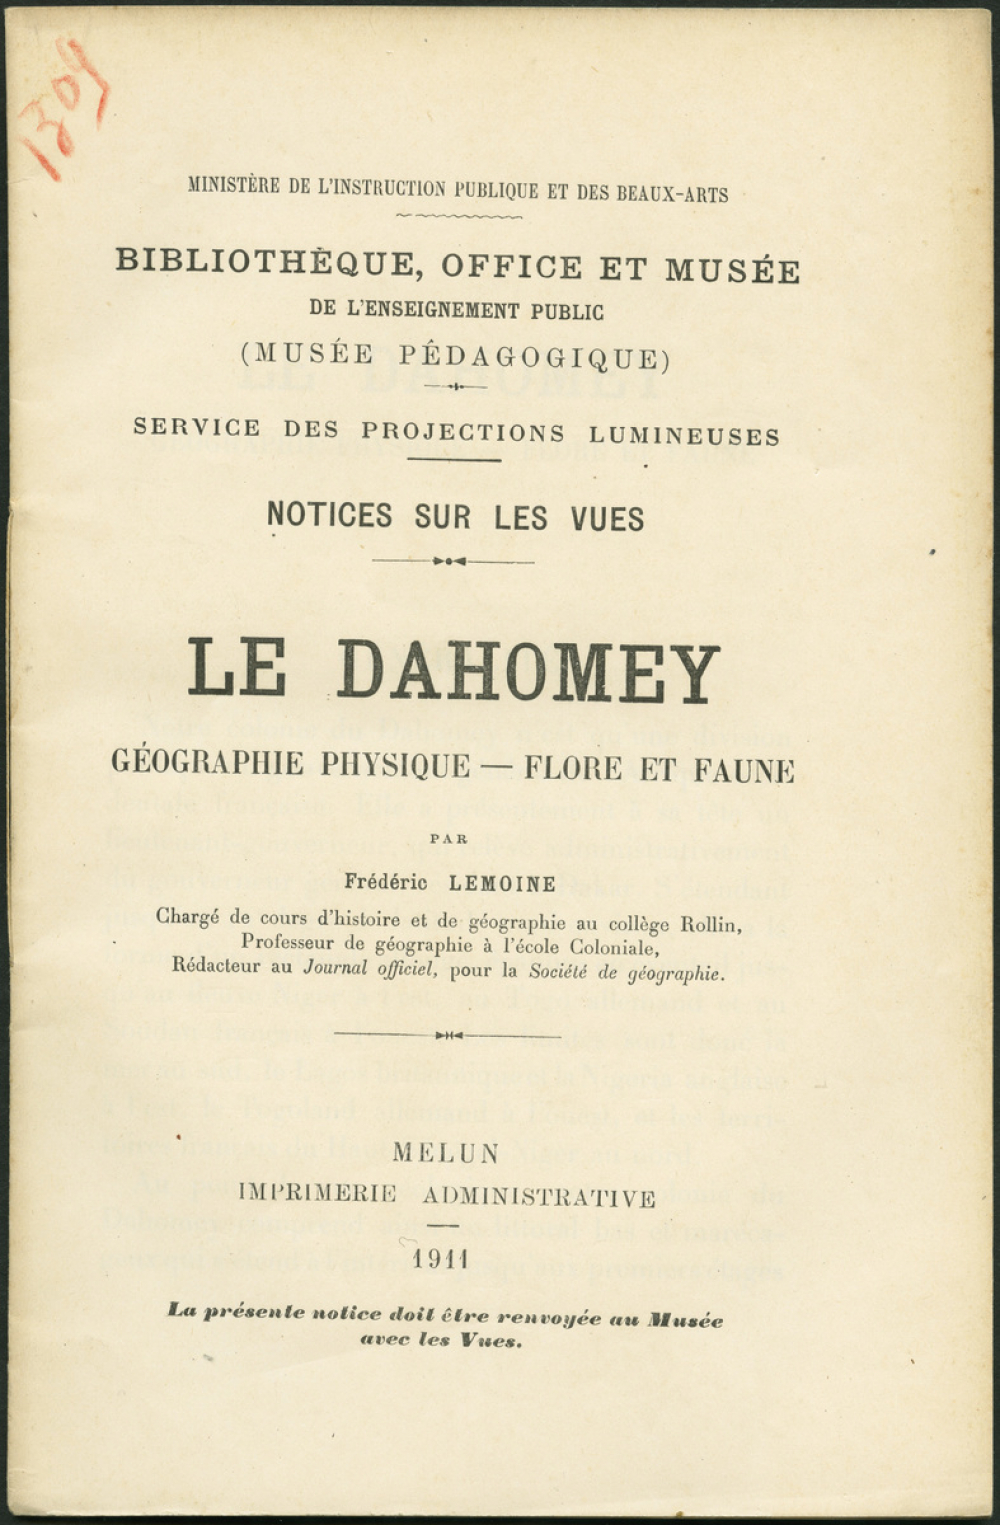 1309
MINISTÈRE DE L'INSTRUCTION PUBLIQUE ET DES BEAUX-ARTS
BIBLIOTHÈQUE, OFFICE ET MUSÉE
DE L'ENSEIGNEMENT PUBLIC
(MUSÉE PÉDAGOGIQUE)
SERVICE DES PROJECTIONS LUMINEUSES
NOTICES SUR LES VUES
LE DAHOMEY
GÉOGRAPHIE PHYSIQUE — FLORE ET FAUNE
PAR
Frédéric LEMOINE
Chargé de cours d'histoire et de géographie au collège Rollin,
Professeur de géographie à l'école Coloniale,
Rédacteur au Journal officiel, pour la Société de géographie.
MELUN
IMPRIMERIE ADMINISTRATIVE
1911
La présente notice doit être renvoyée au Musée
avec les Vues.